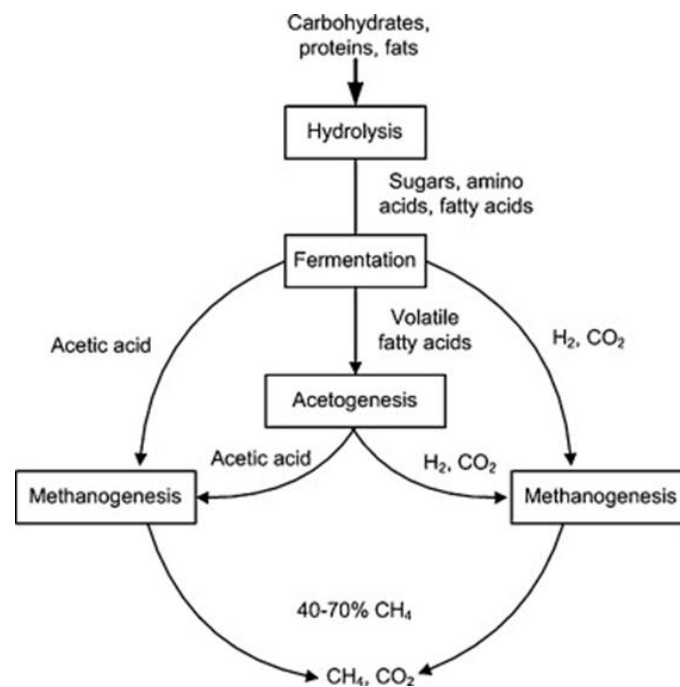 Carbohydrates,
proteins, fats
Hydrolysis
Sugars, amino
acids, fatty acids
Fermentation
Acetic acid
Volatile
fatty acids
H₂, CO₂
Acetogenesis
Acetic acid
H₂, CO₂
Methanogenesis
Methanogenesis
40-70% CH₄
CH₄, CO₂